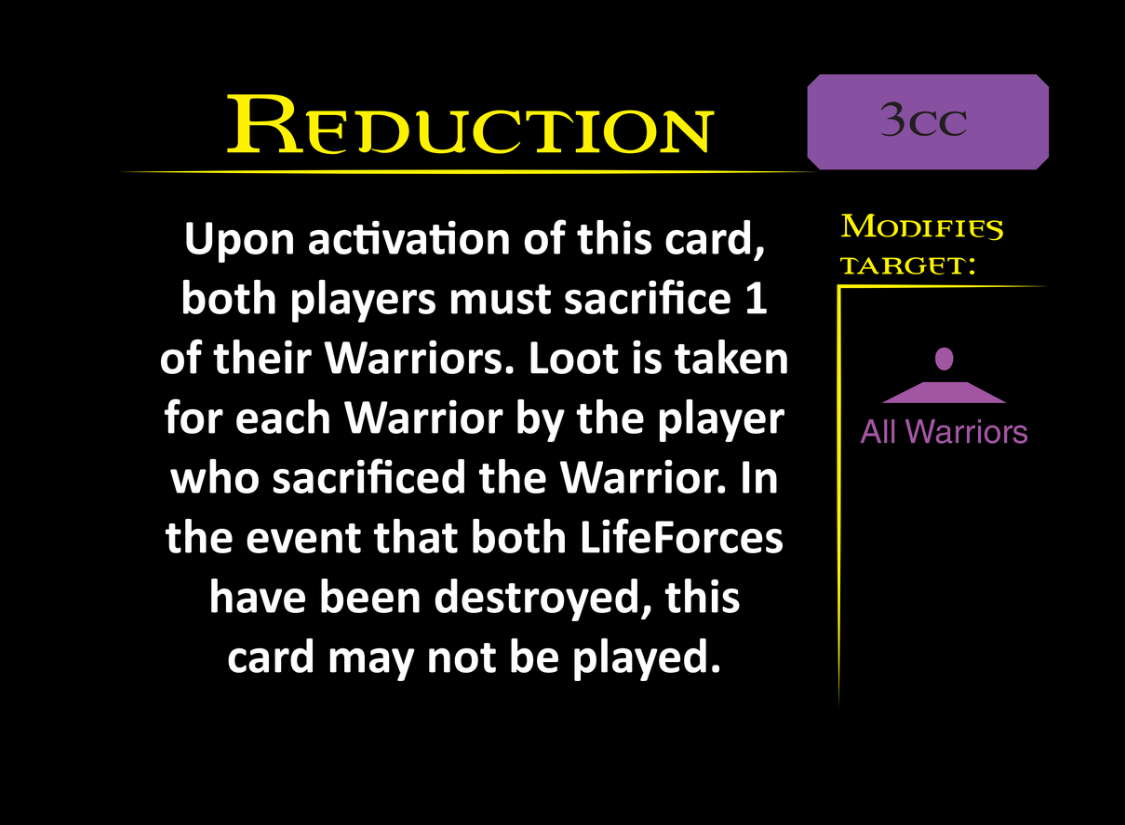 Reduction
3cc
Upon activation of this card,
both players must sacrifice 1
of their Warriors. Loot is taken
for each Warrior by the player
who sacrificed the Warrior. In
the event that both LifeForces
have been destroyed, this
card may not be played.
Modifies
target:
All Warriors